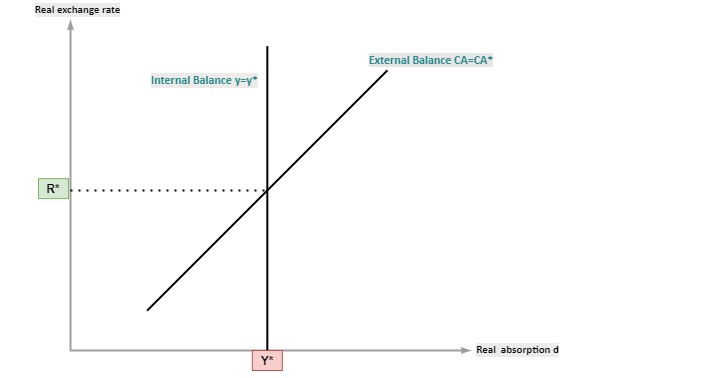 Real exchange rate
External Balance CA=CA*
Internal Balance y=y*
R*
Real absorption d
Y*